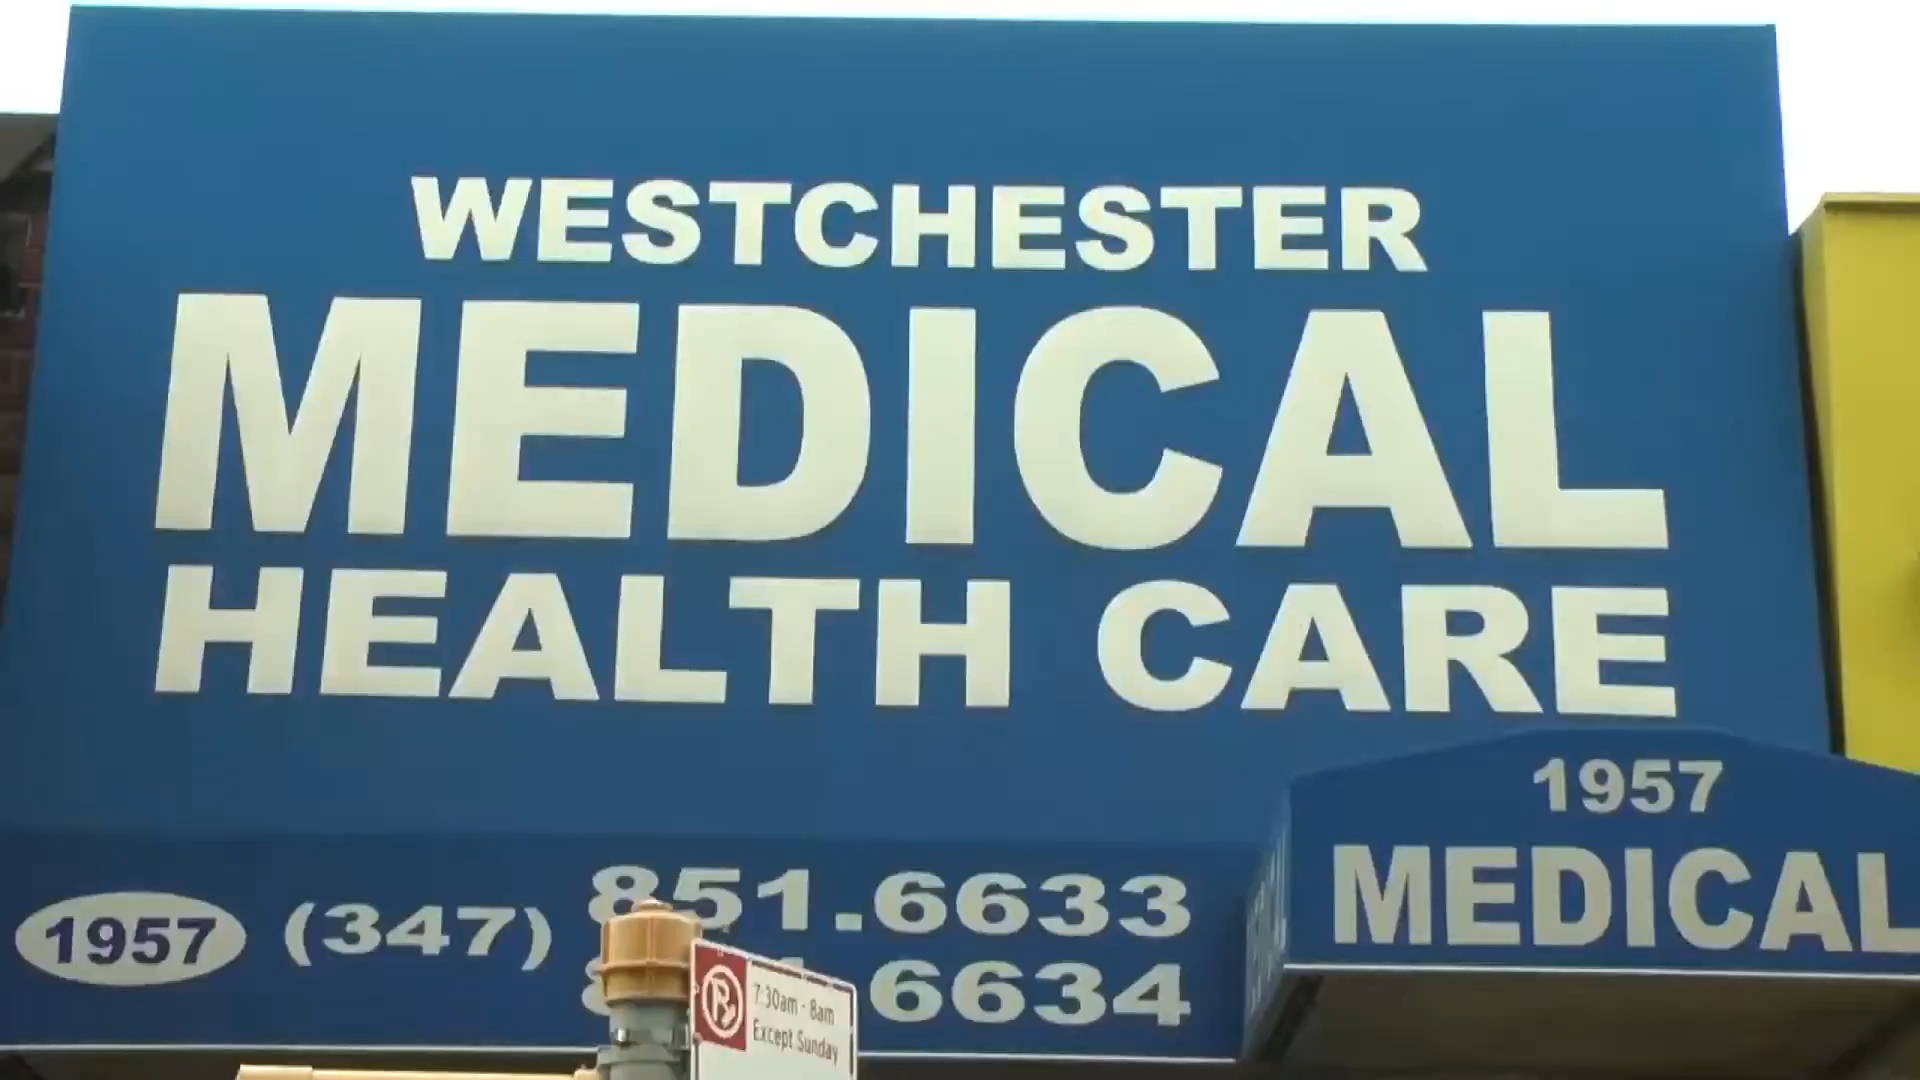 WESTCHESTER
MEDICAL
HEALTH CARE
1957
MEDICAL
1957 (347) 851.6633
6634
7:30am - 8am
Except Sunday